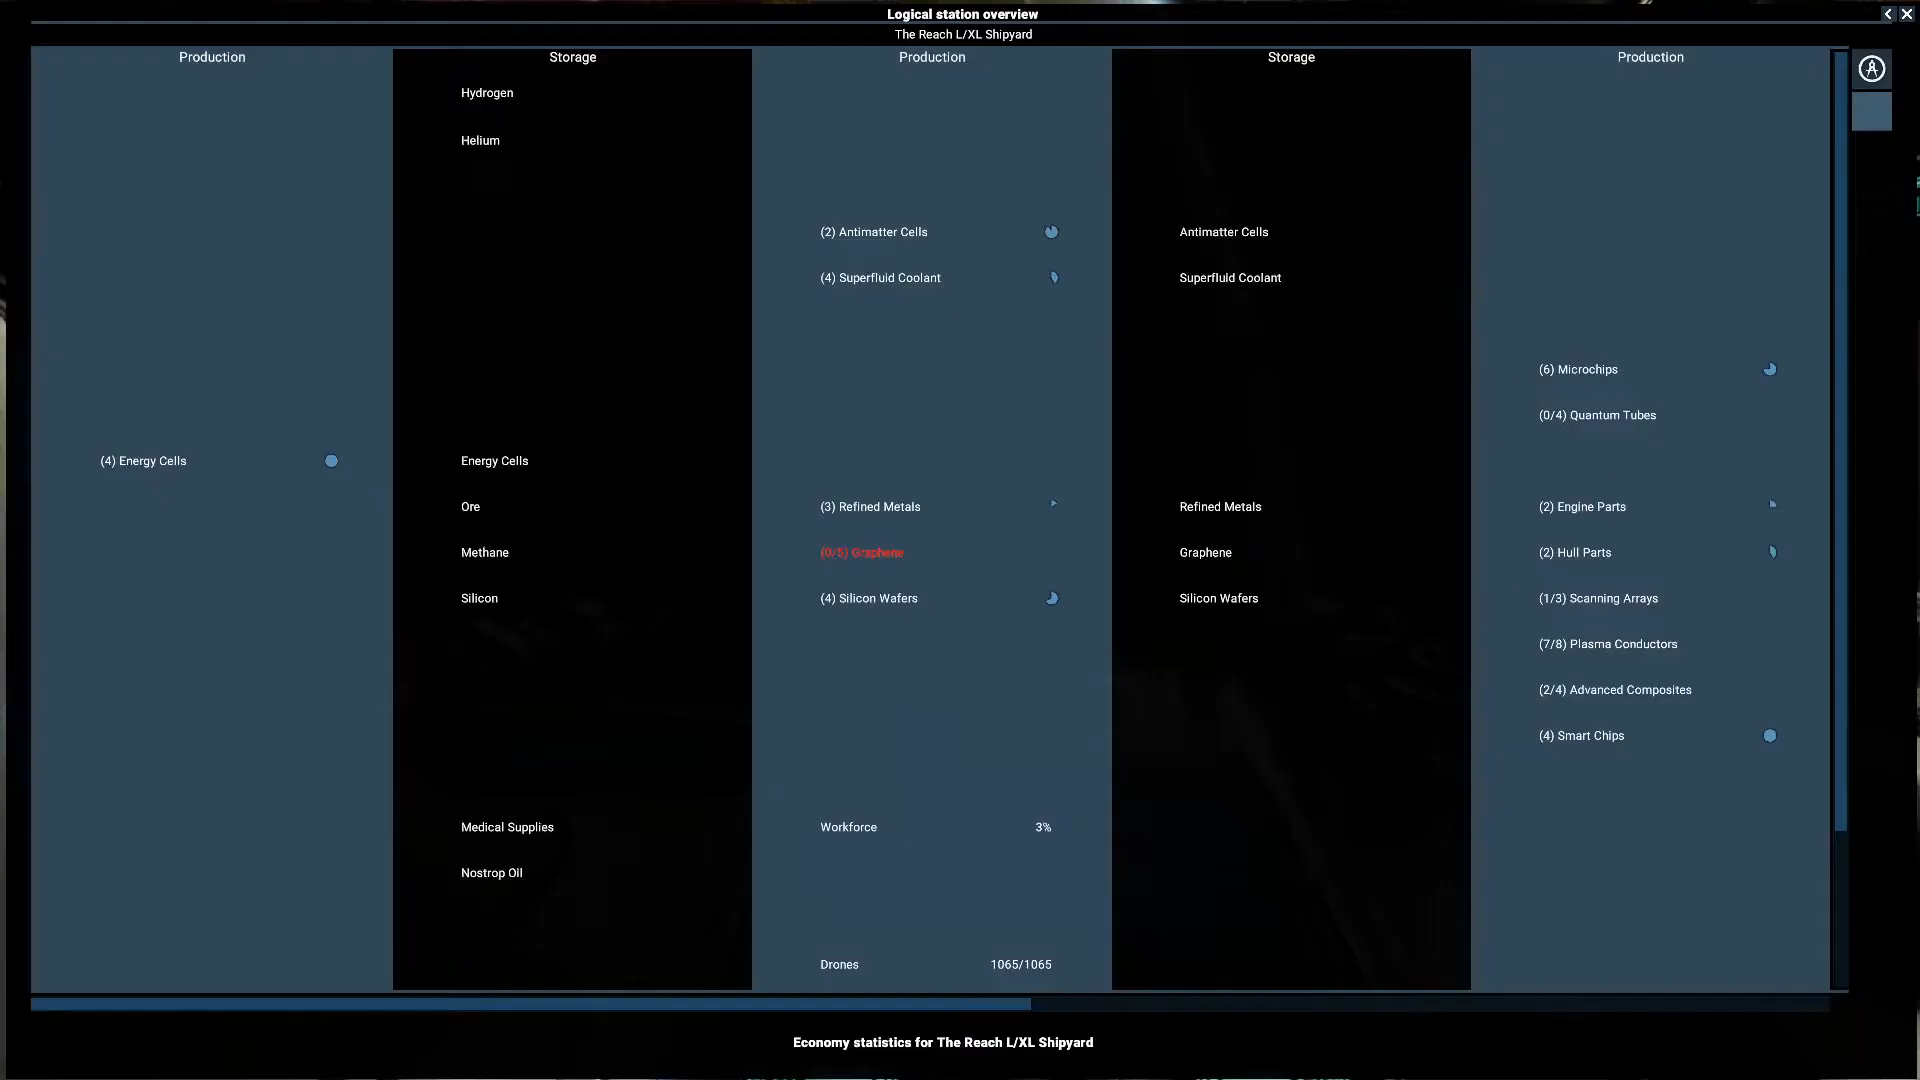 Logical station overview
The Reach L/XL Shipyard
Production
Storage
Production
Storage
Production
Hydrogen
Helium
(2) Antimatter Cells
Antimatter Cells
(4) Superfluid Coolant
Superfluid Coolant
(6) Microchips
(0/4) Quantum Tubes
(4) Energy Cells
Energy Cells
Ore
(3) Refined Metals
Refined Metals
(2) Engine Parts
Methane
(0/5) Graphene
Graphene
(2) Hull Parts
Silicon
(4) Silicon Wafers
Silicon Wafers
(1/3) Scanning Arrays
(7/8) Plasma Conductors
(2/4) Advanced Composites
(4) Smart Chips
Medical Supplies
Workforce 3%
Nostrop Oil
Drones 1065/1065
Economy statistics for The Reach L/XL Shipyard